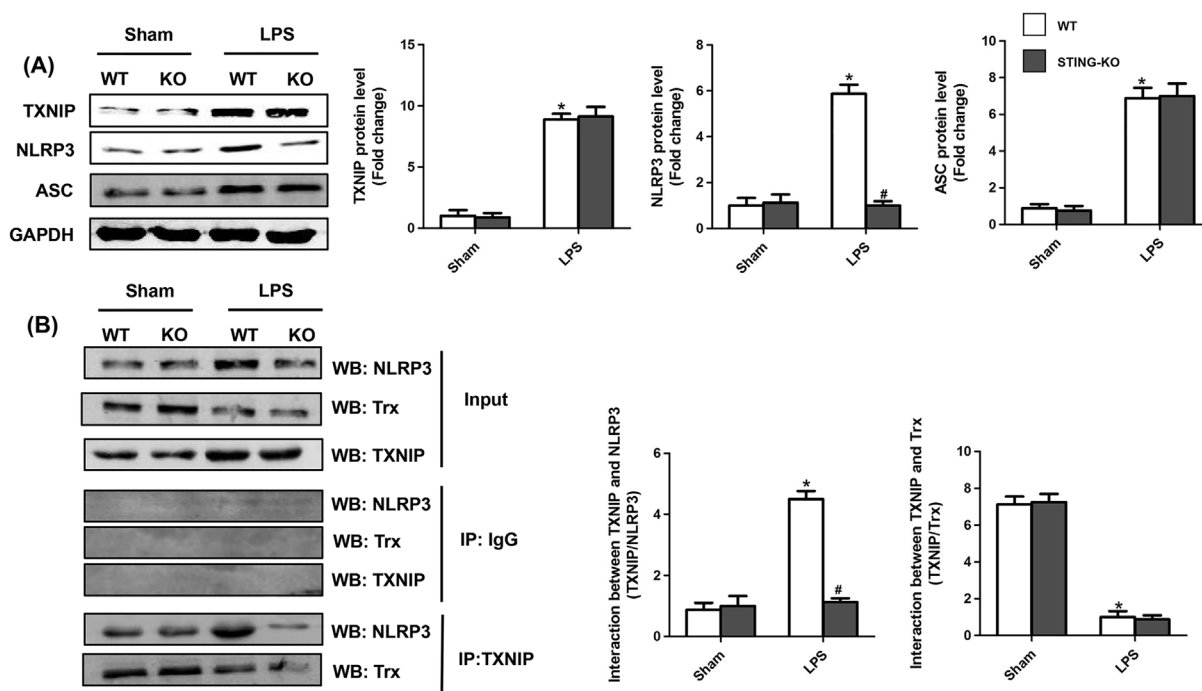 (A)
Sham LPS
WT KO WT KO
TXNIP
NLRP3
ASC
GAPDH
TXNIP protein level
(Fold change)
15
10
5
0
Sham
LPS
*
NLRP3 protein level
(Fold change)
8
6
4
2
0
Sham
LPS
*
#
ASC protein level
(Fold change)
10
8
6
4
2
0
Sham
LPS
*
WT
STING-KO
(B)
Sham LPS
WT KO WT KO
WB: NLRP3
WB: Trx
WB: TXNIP
Input
WB: NLRP3
WB: Trx
WB: TXNIP
IP: IgG
WB: NLRP3
WB: Trx
IP:TXNIP
Interaction between TXNIP and NLRP3
(TXNIP/NLRP3)
6
4
2
0
Sham
LPS
*
#
Interaction between TXNIP and Trx
(TXNIP/Trx)
10
8
6
4
2
0
Sham
LPS
*